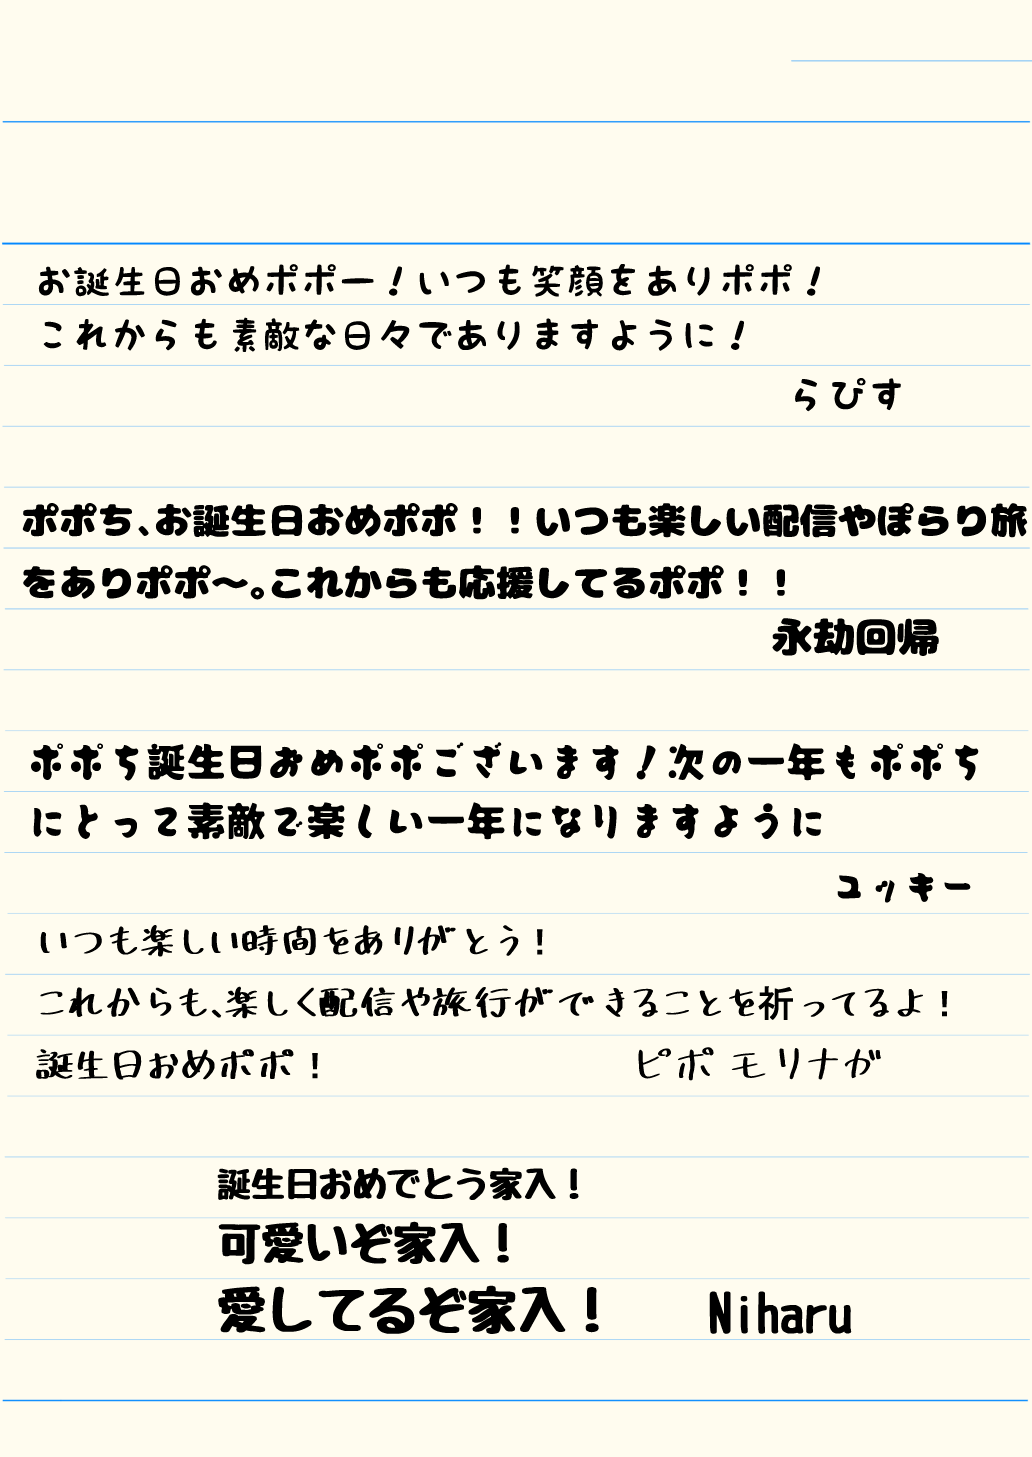 お誕生日おめポポー！いつも笑顔をありポポ！
これからも素敵な日々でありますように！
らぴす
ポポち、お誕生日おめポポ！！いつも楽しい配信やぽらり旅
をありポポ〜。これからも応援してるポポ！！
永劫回帰
ポポち誕生日おめポポございます！次の一年もポポち
にとって素敵で楽しい一年になりますように
ユッキー
いつも楽しい時間をありがとう！
これからも、楽しく配信や旅行ができることを祈ってるよ！
誕生日おめポポ！ ピポ モリナガ
誕生日おめでとう家入！
可愛いぞ家入！
愛してるぞ家入！ Niharu